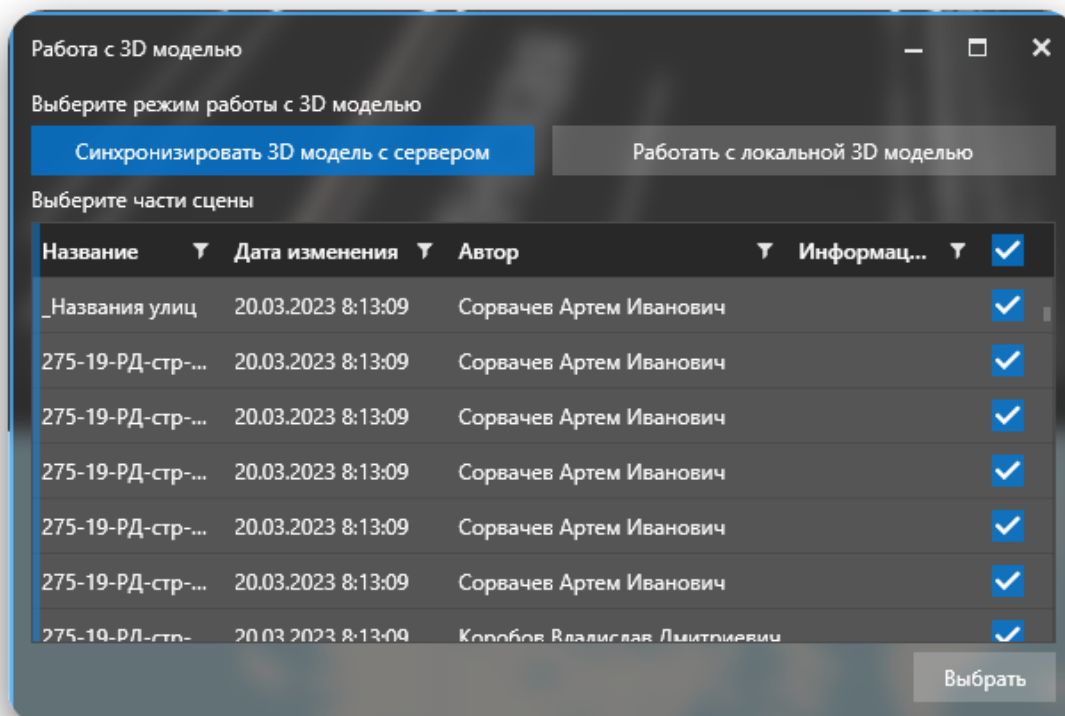 Работа с 3D моделью
Выберите режим работы с 3D моделью
Синхронизировать 3D модель с сервером Работать с локальной 3D моделью
Выберите части сцены
Название Дата изменения Автор Информац...
_Названия улиц 20.03.2023 8:13:09 Сорвачев Артем Иванович
275-19-РД-стр-... 20.03.2023 8:13:09 Сорвачев Артем Иванович
275-19-РД-стр-... 20.03.2023 8:13:09 Сорвачев Артем Иванович
275-19-РД-стр-... 20.03.2023 8:13:09 Сорвачев Артем Иванович
275-19-РД-стр-... 20.03.2023 8:13:09 Сорвачев Артем Иванович
275-19-РД-стр-... 20.03.2023 8:13:09 Сорвачев Артем Иванович
275-19-РД-стр- 20.03.2023 8:13:09 Коробов Владислав Дмитриевич
Выбрать